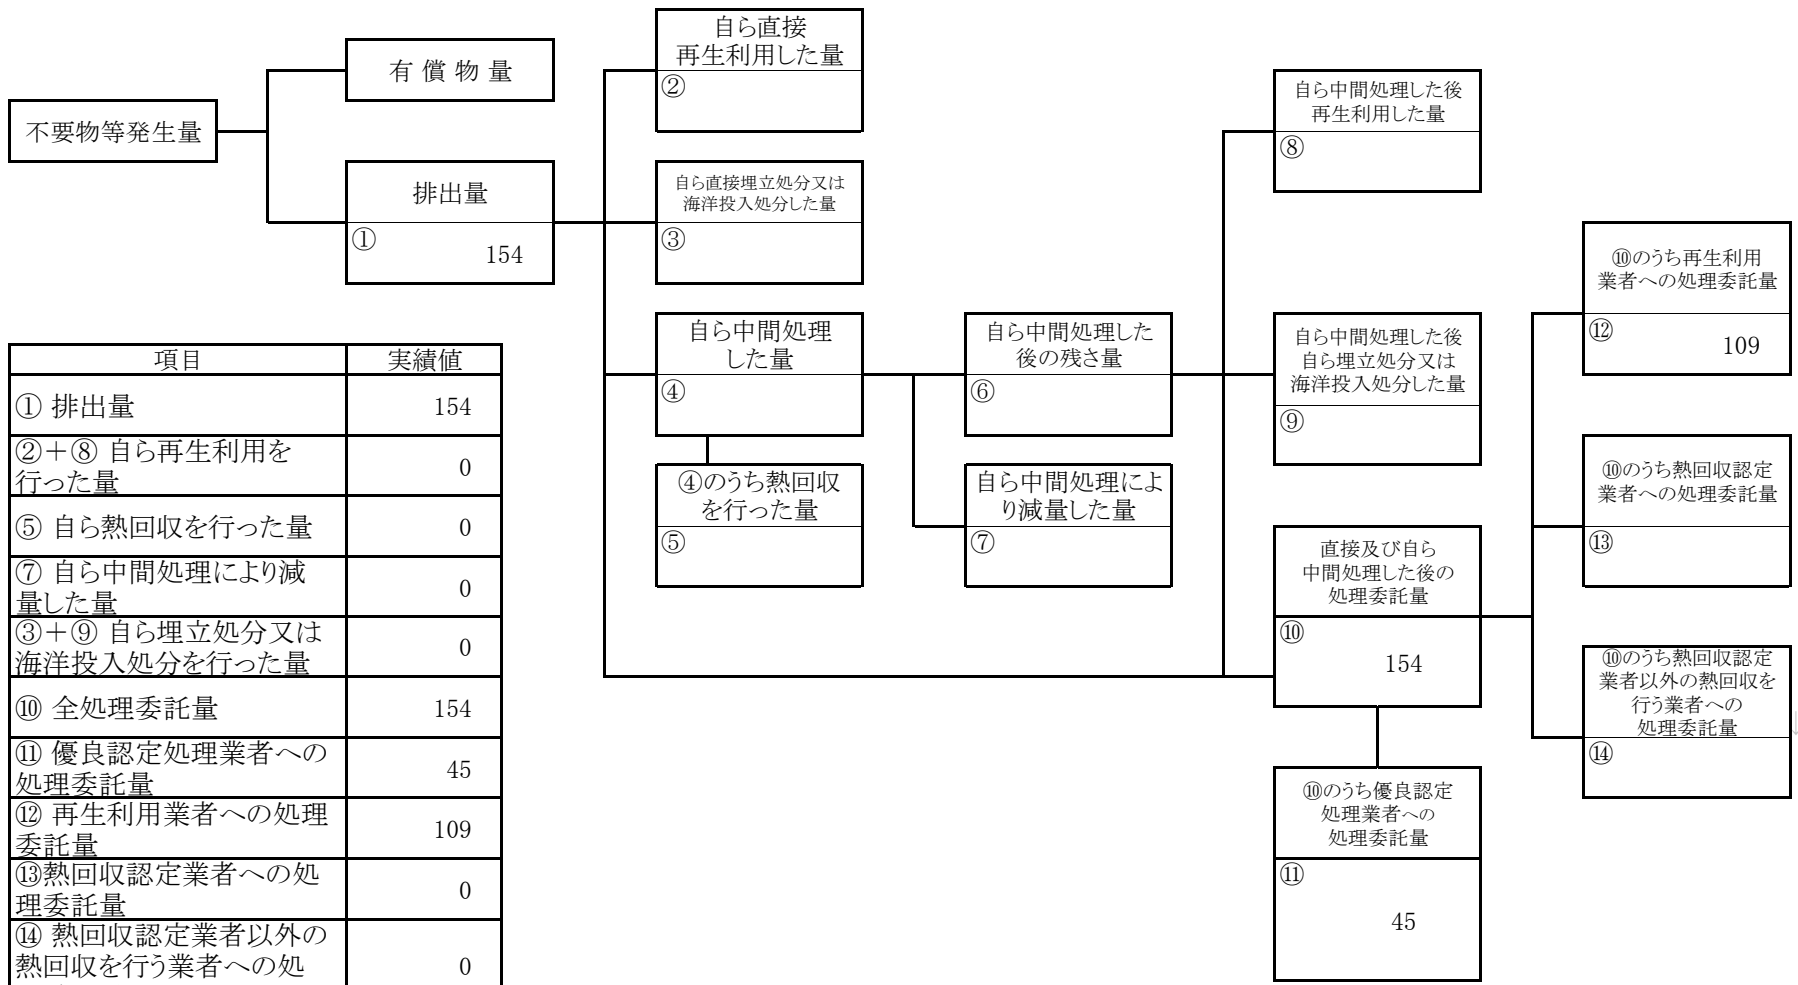 自ら直接
再生利用した量
②
有償物量
不要物等発生量
排出量
①
154
自ら直接埋立処分又は
海洋投入処分した量
③
自ら中間処理した後
再生利用した量
⑧
⑩のうち再生利用
業者への処理委託量
⑫
109
自ら中間処理
した量
④
自ら中間処理した
後の残さ量
⑥
自ら中間処理した後
自ら埋立処分又は
海洋投入処分した量
⑨
④のうち熱回収
を行った量
⑤
自ら中間処理によ
り減量した量
⑦
⑩のうち熱回収認定
業者への処理委託量
⑬
直接及び自ら
中間処理した後の
処理委託量
⑩
154
⑩のうち熱回収認定
業者以外の熱回収を
行う業者への
処理委託量
⑭
⑩のうち優良認定
処理業者への
処理委託量
⑪
45
項目 実績値
① 排出量 154
②＋⑧ 自ら再生利用を
行った量 0
⑤ 自ら熱回収を行った量 0
⑦ 自ら中間処理により減
量した量 0
③＋⑨ 自ら埋立処分又は
海洋投入処分を行った量 0
⑩ 全処理委託量 154
⑪ 優良認定処理業者への
処理委託量 45
⑫ 再生利用業者への処理
委託量 109
⑬熱回収認定業者への処
理委託量 0
⑭ 熱回収認定業者以外の
熱回収を行う業者への処 0